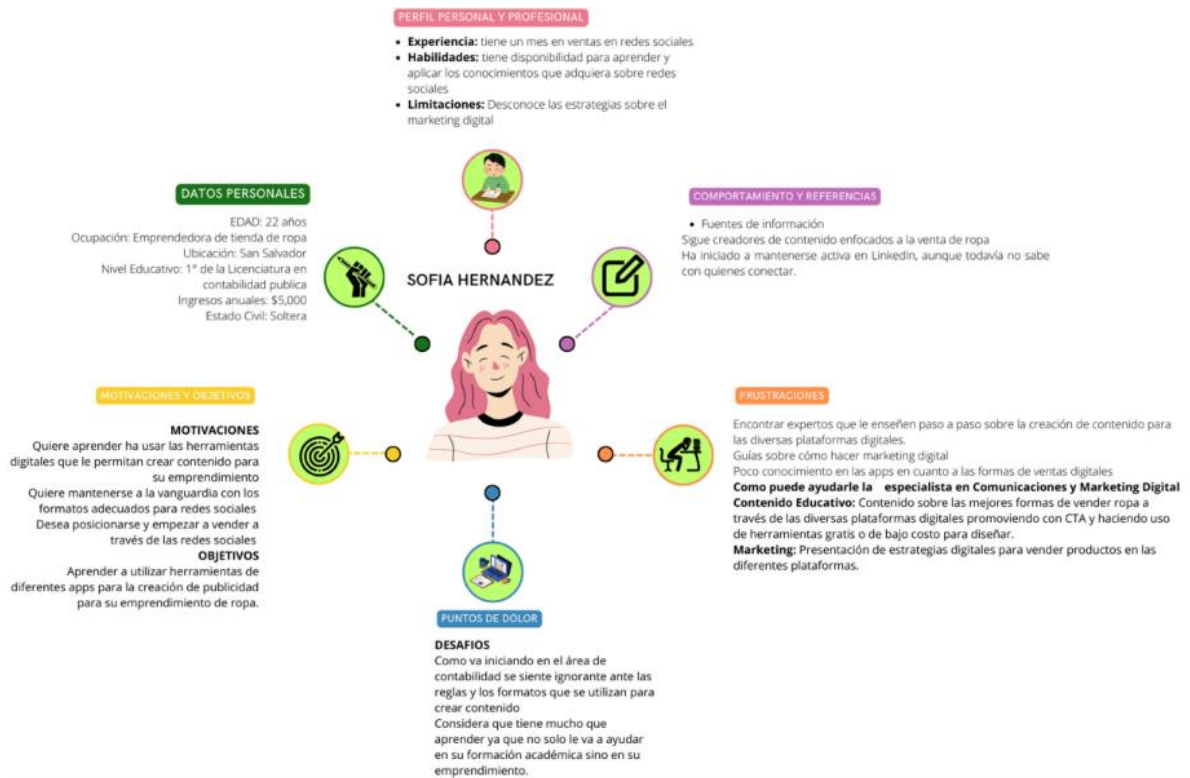 PERFIL PERSONAL Y PROFESIONAL
• Experiencia: tiene un mes en ventas en redes sociales
• Habilidades: tiene disponibilidad para aprender y
aplicar los conocimientos que adquiera sobre redes
sociales
• Limitaciones: Desconoce las estrategias sobre el
marketing digital
DATOS PERSONALES
EDAD: 22 años
Ocupación: Emprendedora de tienda de ropa
Ubicación: San Salvador
Nivel Educativo: 1° de la Licenciatura en
contabilidad publica
Ingresos anuales: $5,000
Estado Civil: Soltera
COMPORTAMIENTO Y REFERENCIAS
• Fuentes de información
Sigue creadores de contenido enfocados a la venta de ropa
Ha iniciado a mantenerse activa en LinkedIn, aunque todavía no sabe
con quienes conectar.
SOFIA HERNANDEZ
MOTIVACIONES Y OBJETIVOS
MOTIVACIONES
Quiere aprender ha usar las herramientas
digitales que le permitan crear contenido para
su emprendimiento
Quiere mantenerse a la vanguardia con los
formatos adecuados para redes sociales
Desea posicionarse y empezar a vender a
través de las redes sociales
OBJETIVOS
Aprender a utilizar herramientas de
diferentes apps para la creación de publicidad
para su emprendimiento de ropa.
FRUSTRACIONES
Encontrar expertos que le enseñen paso a paso sobre la creación de contenido para
las diversas plataformas digitales.
Guías sobre cómo hacer marketing digital
Poco conocimiento en las apps en cuanto a las formas de ventas digitales
Como puede ayudarle la especialista en Comunicaciones y Marketing Digital
Contenido Educativo: Contenido sobre las mejores formas de vender ropa a
través de las diversas plataformas digitales promoviendo con CTA y haciendo uso
de herramientas gratis o de bajo costo para diseñar.
Marketing: Presentación de estrategias digitales para vender productos en las
diferentes plataformas.
PUNTOS DE DOLOR
DESAFIOS
Como va iniciando en el área de
contabilidad se siente ignorante ante las
reglas y los formatos que se utilizan para
crear contenido
Considera que tiene mucho que
aprender ya que no solo le va a ayudar
en su formación académica sino en su
emprendimiento.